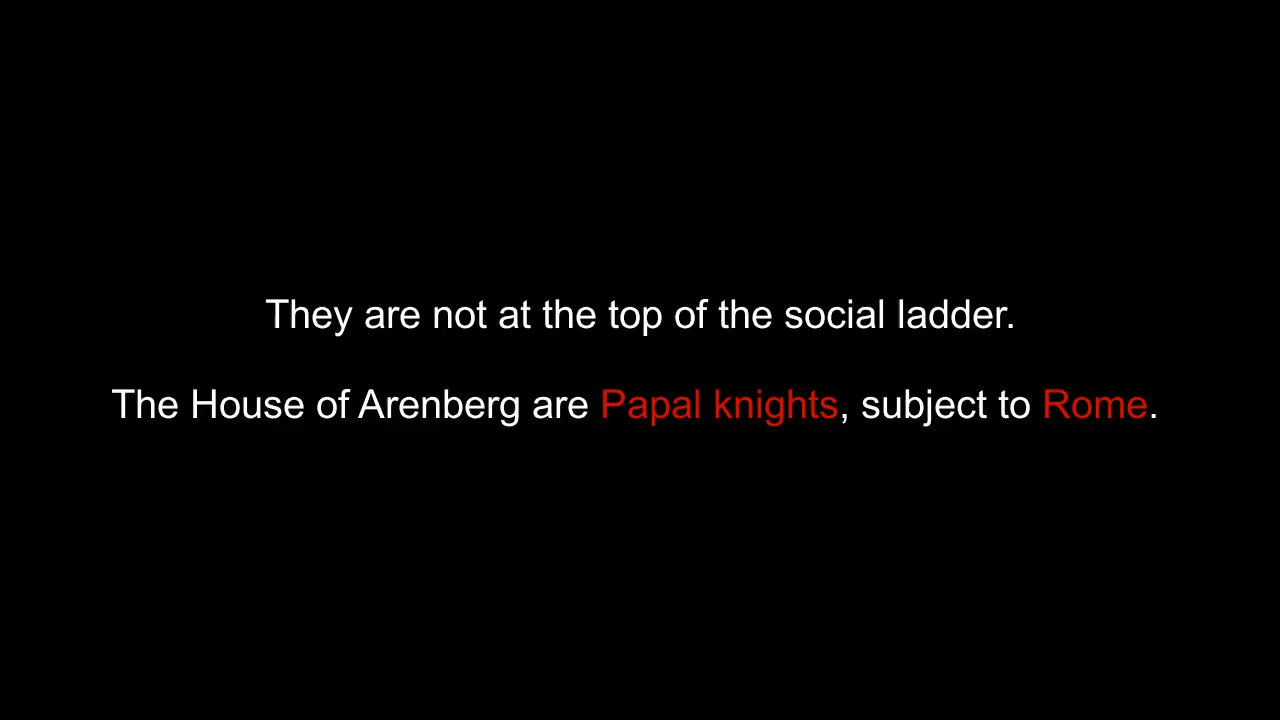 They are not at the top of the social ladder.
The House of Arenberg are Papal knights, subject to Rome.